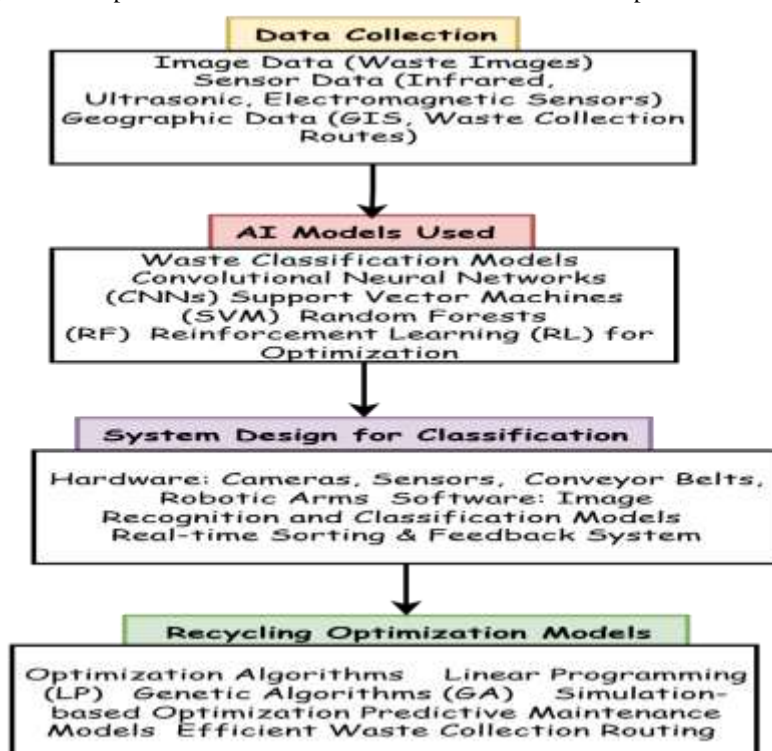 Data Collection
Image Data (Waste Images)
Sensor Data (Infrared,
Ultrasonic, Electromagnetic Sensors)
Geographic Data (GIS, Waste Collection
Routes)
AI Models Used
Waste Classification Models
Convolutional Neural Networks
(CNNs) Support Vector Machines
(SVM) Random Forests
(RF) Reinforcement Learning (RL) for
Optimization
System Design for Classification
Hardware: Cameras, Sensors, Conveyor Belts,
Robotic Arms Software: Image
Recognition and Classification Models
Real-time Sorting & Feedback System
Recycling Optimization Models
Optimization Algorithms Linear Programming
(LP) Genetic Algorithms (GA) Simulation-
based Optimization Predictive Maintenance
Models Efficient Waste Collection Routing